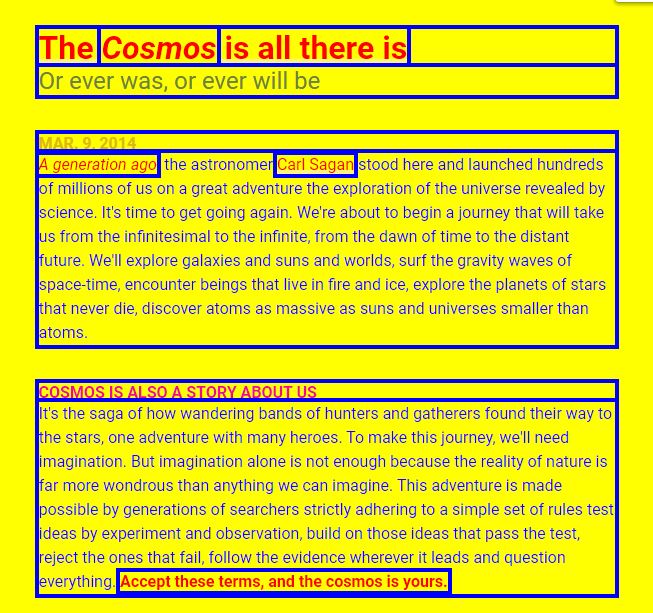 The Cosmos is all there is
Or ever was, or ever will be
MAR. 9, 2014
A generation ago the astronomer Carl Sagan stood here and launched hundreds
of millions of us on a great adventure the exploration of the universe revealed by
science. It's time to get going again. We're about to begin a journey that will take
us from the infinitesimal to the infinite, from the dawn of time to the distant
future. We'll explore galaxies and suns and worlds, surf the gravity waves of
space-time, encounter beings that live in fire and ice, explore the planets of stars
that never die, discover atoms as massive as suns and universes smaller than
atoms.
COSMOS IS ALSO A STORY ABOUT US
It's the saga of how wandering bands of hunters and gatherers found their way to
the stars, one adventure with many heroes. To make this journey, we'll need
imagination. But imagination alone is not enough because the reality of nature is
far more wondrous than anything we can imagine. This adventure is made
possible by generations of searchers strictly adhering to a simple set of rules test
ideas by experiment and observation, build on those ideas that pass the test,
reject the ones that fail, follow the evidence wherever it leads and question
everything. Accept these terms, and the cosmos is yours.